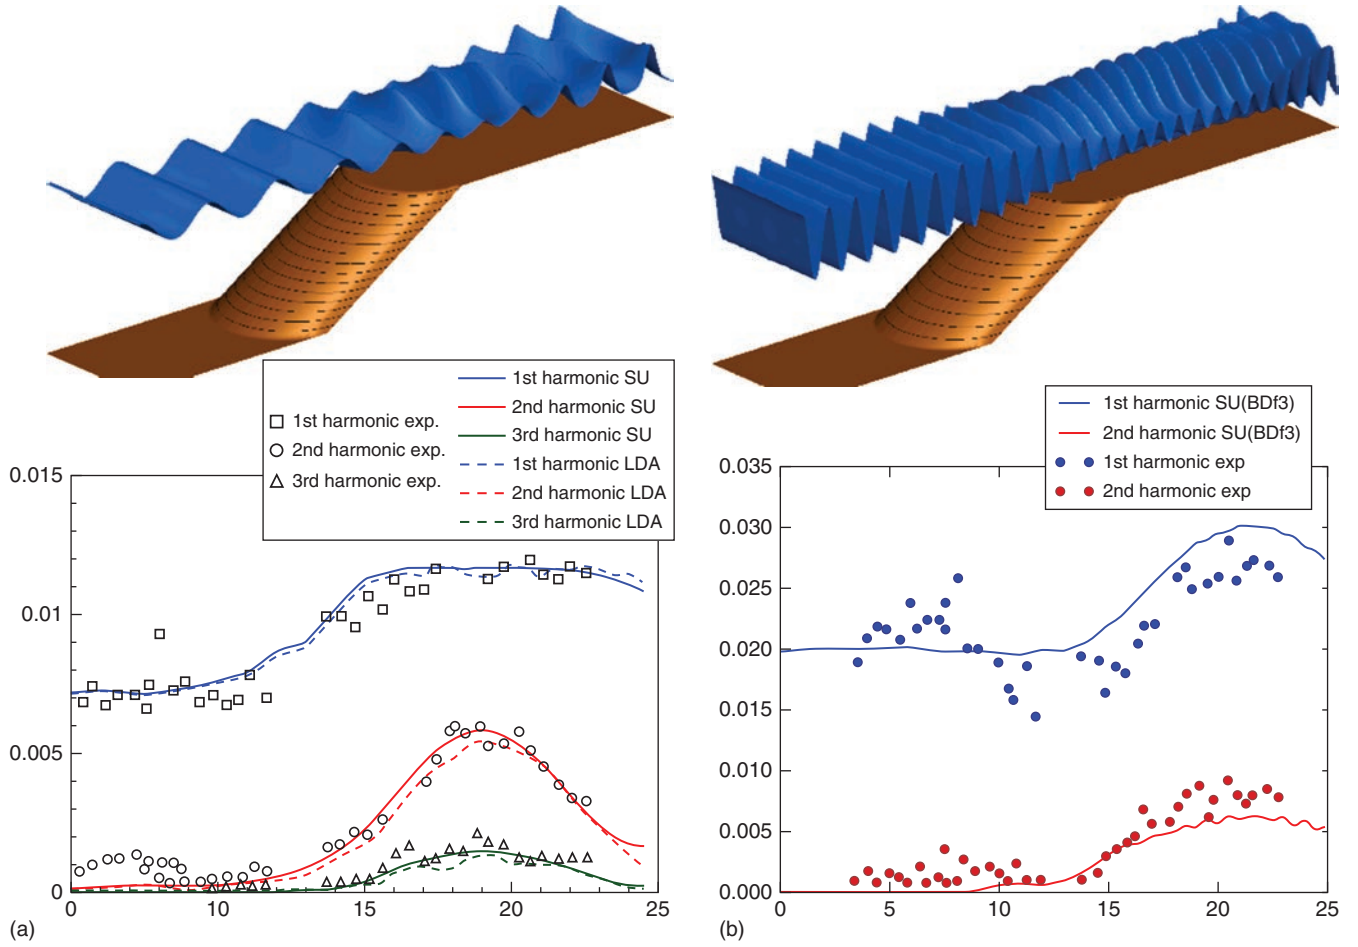 1st harmonic exp.
2nd harmonic exp.
3rd harmonic exp.
1st harmonic SU
2nd harmonic SU
3rd harmonic SU
1st harmonic LDA
2nd harmonic LDA
3rd harmonic LDA
0.015
0.01
0.005
0
0
5
10
15
20
25
(a)
1st harmonic SU(BDf3)
2nd harmonic SU(BDf3)
1st harmonic exp
2nd harmonic exp
0.035
0.030
0.025
0.020
0.015
0.010
0.005
0.000
0
5
10
15
20
25
(b)